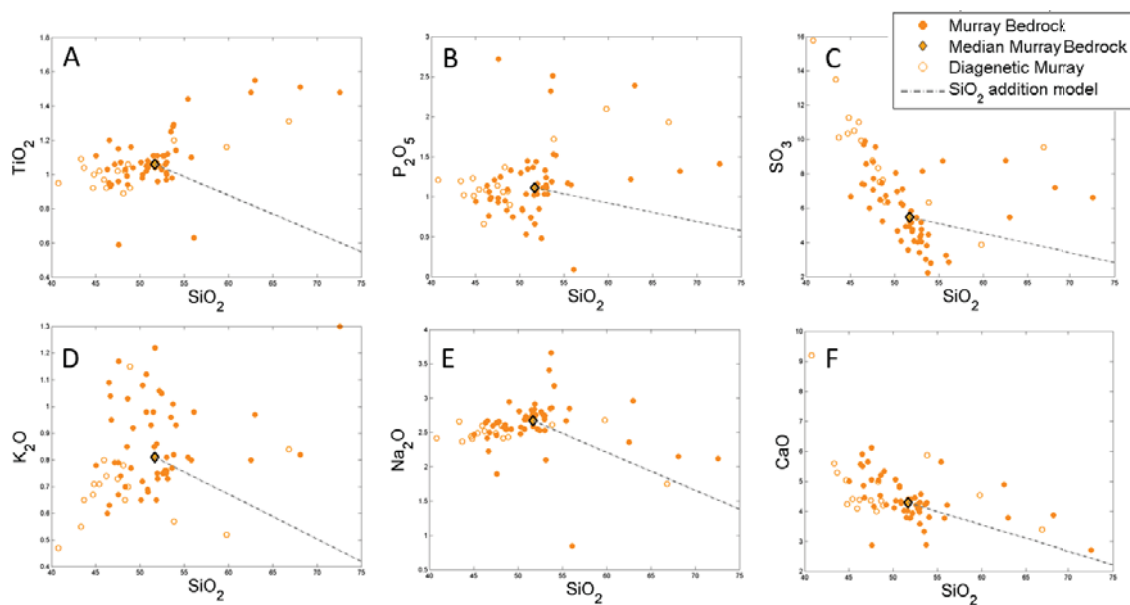 Murray Bedrock
Median Murray Bedrock
Diagenetic Murray
SiO2 addition model
A
1.6
1.4
1.2
1
0.8
0.6
0.4
TiO2
40 45 50 55 60 65 70 75
SiO2
B
5
4
3
2
1
0
P2O5
40 45 50 55 60 65 70 75
SiO2
C
16
14
12
10
8
6
4
2
SO3
40 45 50 55 60 65 70 75
SiO2
D
1.3
1.2
1.1
1
0.9
0.8
0.7
0.6
0.5
0.4
K2O
40 45 50 55 60 65 70 75
SiO2
E
4
3.5
3
2.5
2
1.5
1
0.5
Na2O
40 45 50 55 60 65 70 75
SiO2
F
10
9
8
7
6
5
4
3
2
CaO
40 45 50 55 60 65 70 75
SiO2